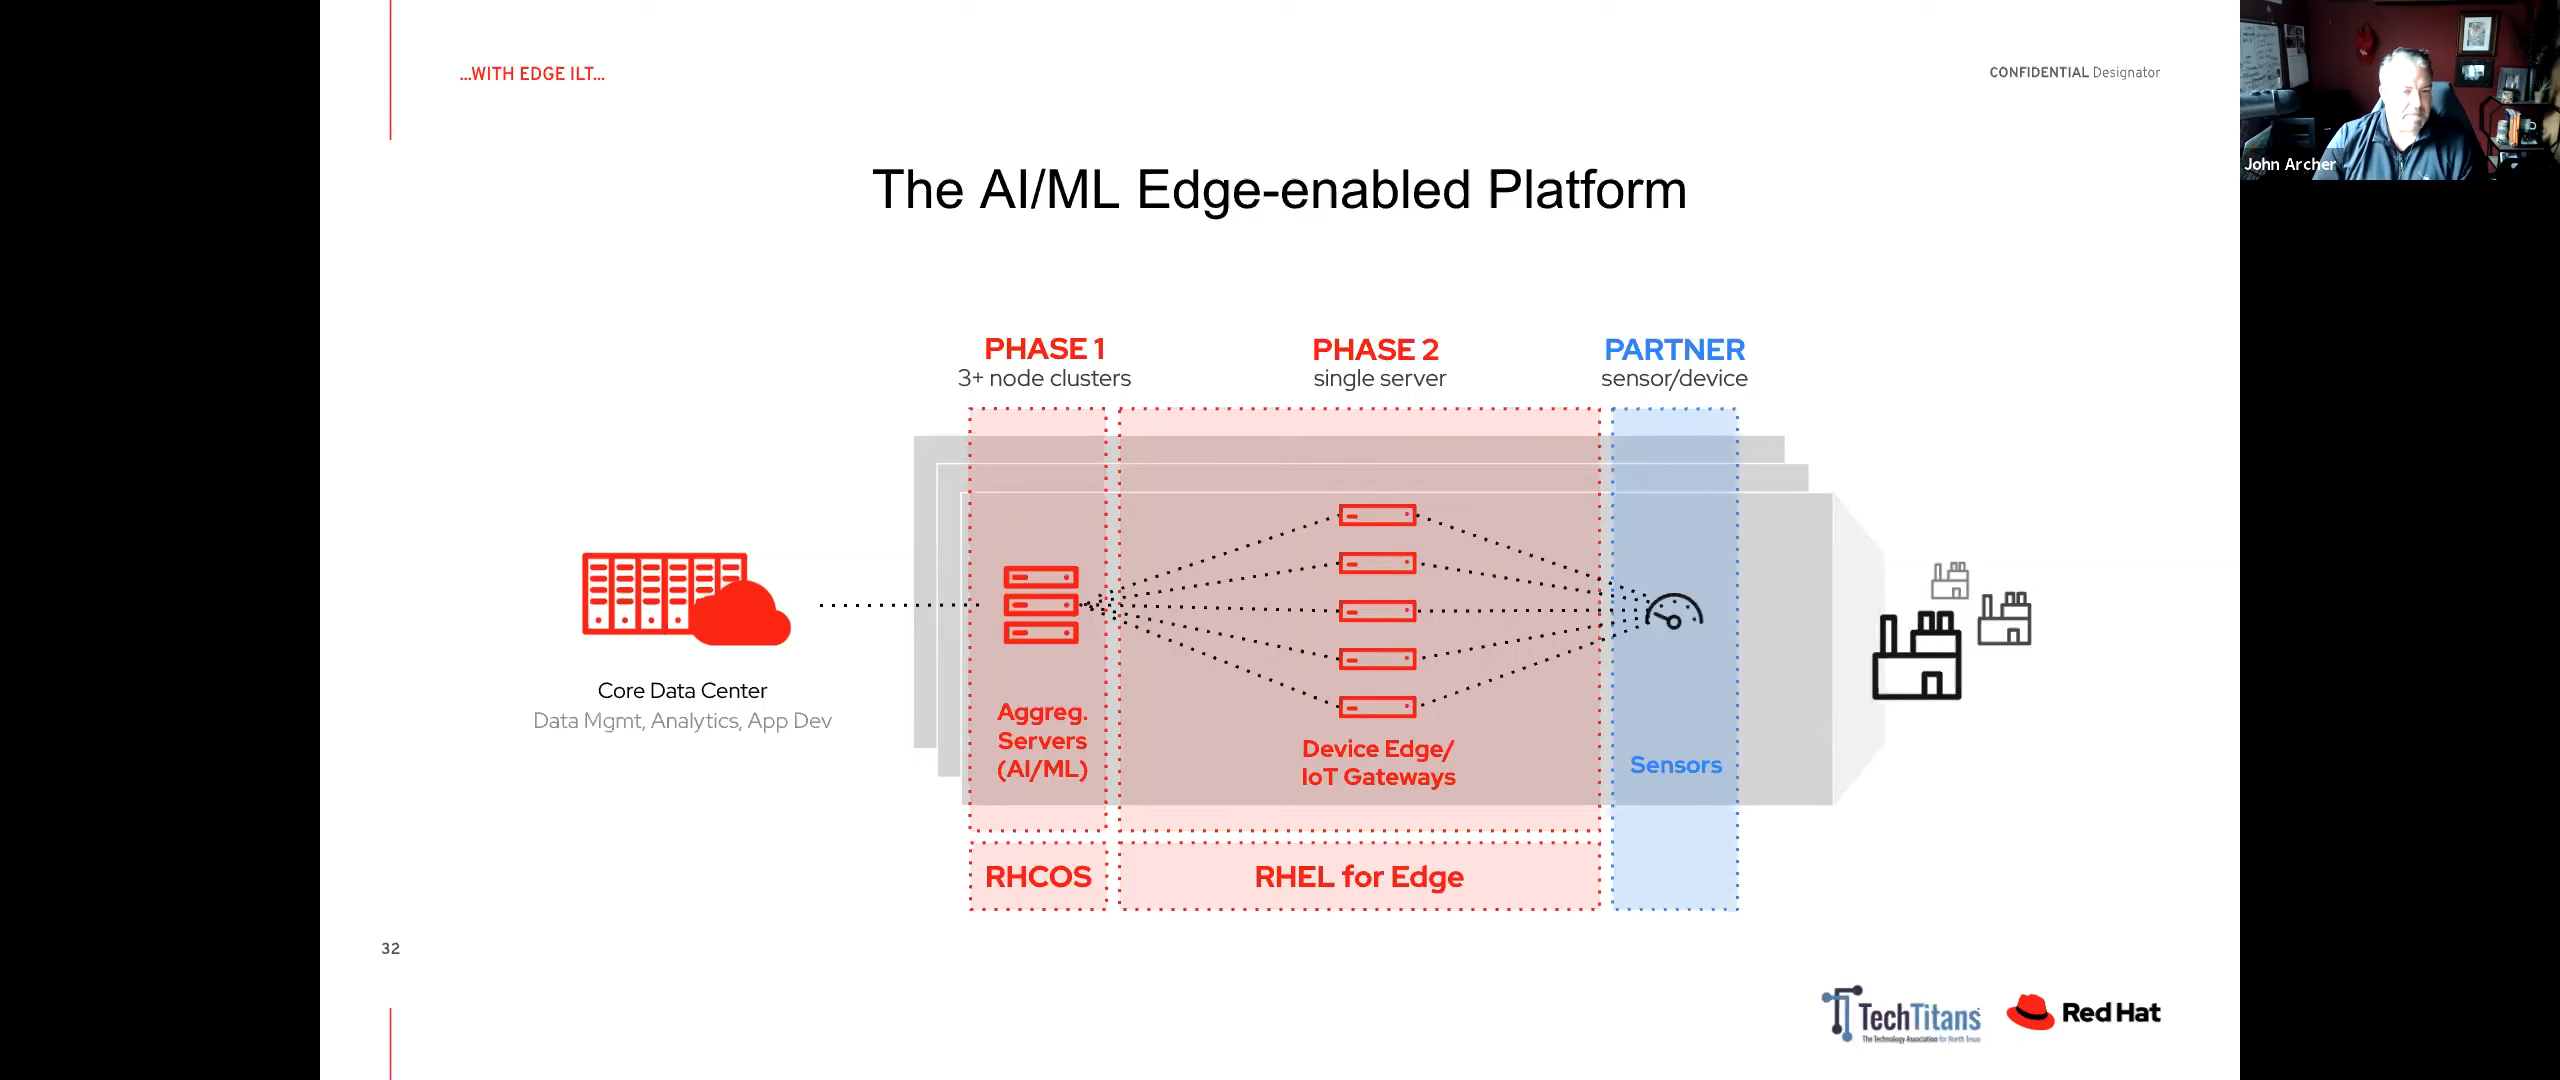 ...WITH EDGE ILT...
CONFIDENTIAL Designator
John Archer
The AI/ML Edge-enabled Platform
PHASE 1
3+ node clusters
PHASE 2
single server
PARTNER
sensor/device
Core Data Center
Data Mgmt, Analytics, App Dev
Aggreg.
Servers
(AI/ML)
Device Edge/
IoT Gateways
Sensors
RHCOS
RHEL for Edge
32
TechTitans
The Technology Association for North Texas
Red Hat